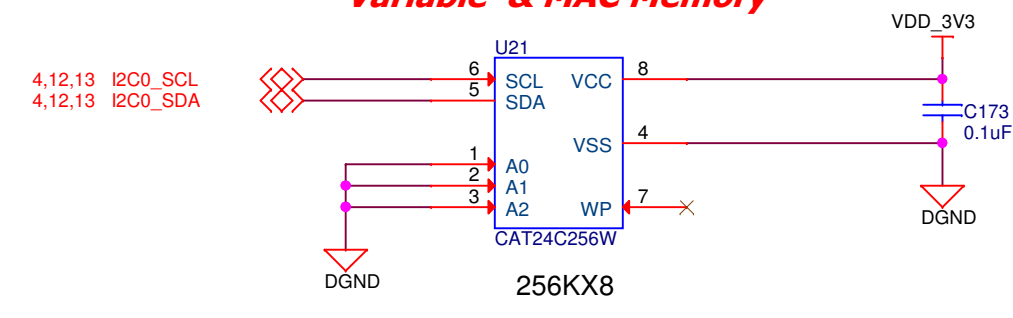 Variable & MAC Memory
VDD_3V3
U21
4,12,13 I2C0_SCL
6 SCL VCC 8
4,12,13 I2C0_SDA
5 SDA
C173
0.1uF
VSS 4
1 A0
2 A1
3 A2 WP 7
DGND
CAT24C256W
DGND
256KX8